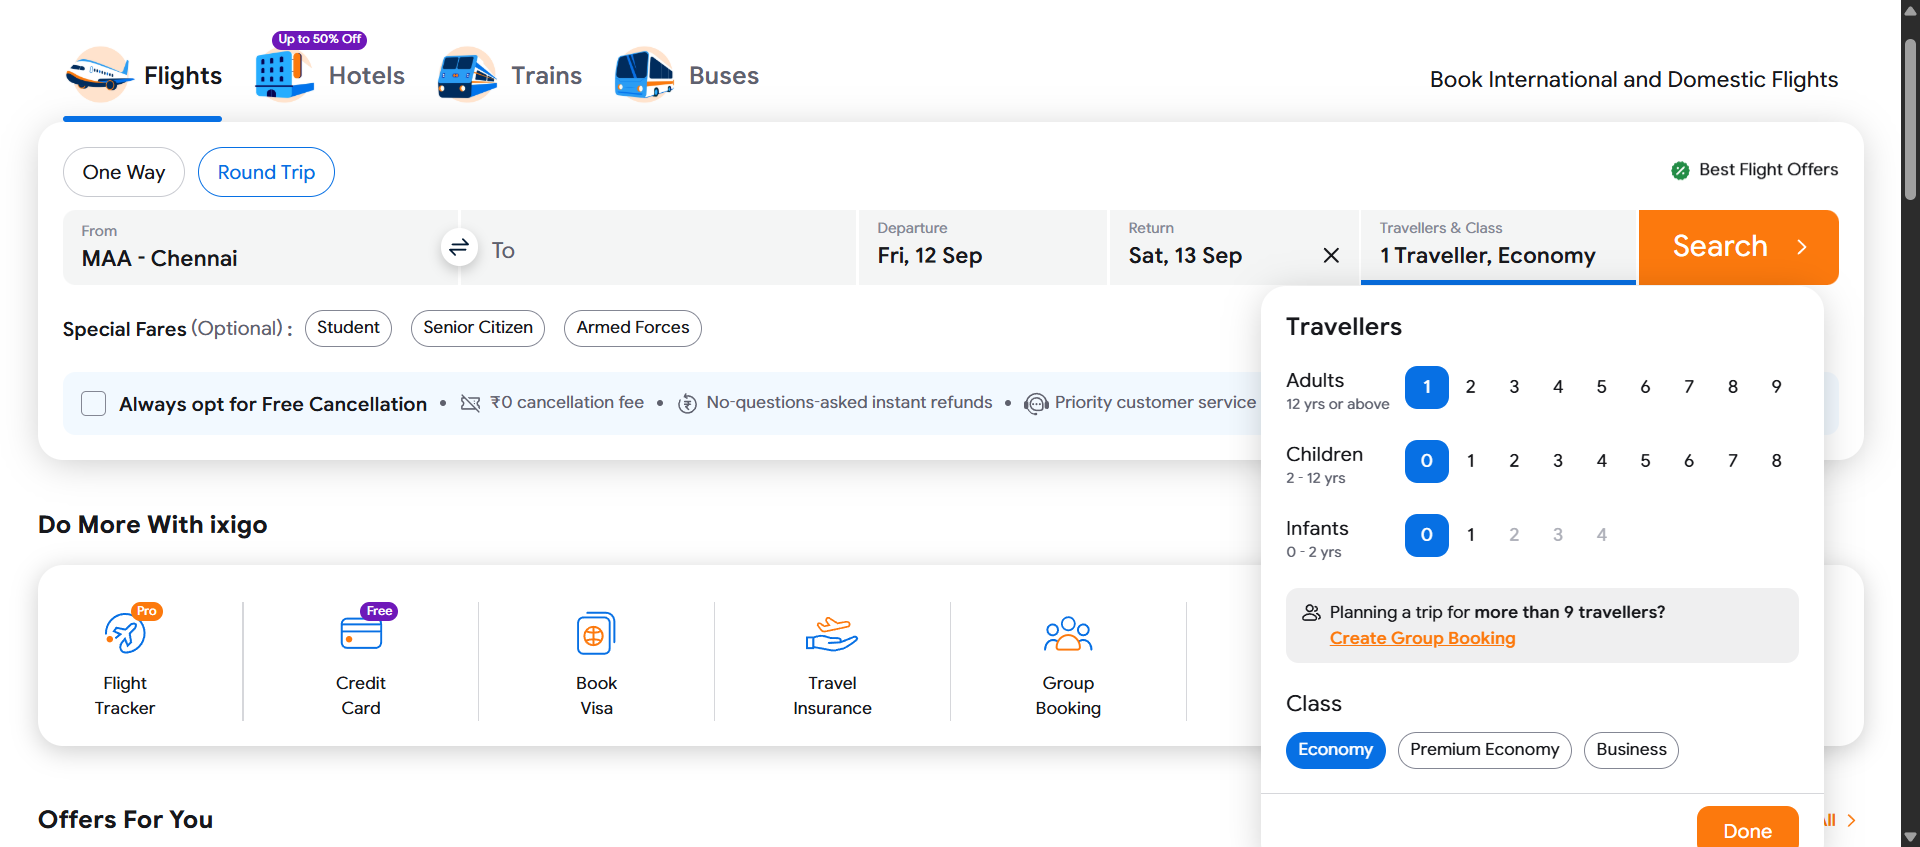 Up to 50% Off
Flights Hotels Trains Buses
Book International and Domestic Flights
One Way Round Trip
Best Flight Offers
From
MAA - Chennai
To
Departure
Fri, 12 Sep
Return
Sat, 13 Sep
Travellers & Class
1 Traveller, Economy
Search
Special Fares (Optional) : Student Senior Citizen Armed Forces
Always opt for Free Cancellation • ₹0 cancellation fee • No-questions-asked instant refunds • Priority customer service
Travellers
Adults 1 2 3 4 5 6 7 8 9
12 yrs or above
Children 0 1 2 3 4 5 6 7 8
2 - 12 yrs
Infants 0 1 2 3 4
0 - 2 yrs
Planning a trip for more than 9 travellers?
Create Group Booking
Class
Economy Premium Economy Business
Done
Do More With ixigo
Pro
Flight
Tracker
Free
Credit
Card
Book
Visa
Travel
Insurance
Group
Booking
Offers For You